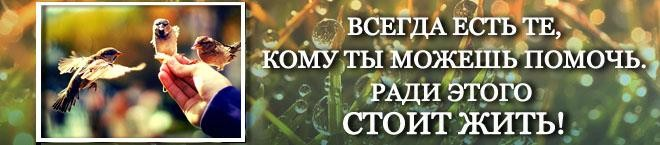 ВСЕГДА ЕСТЬ ТЕ,
КОМУ ТЫ МОЖЕШЬ ПОМОЧЬ.
РАДИ ЭТОГО
СТОИТ ЖИТЬ!